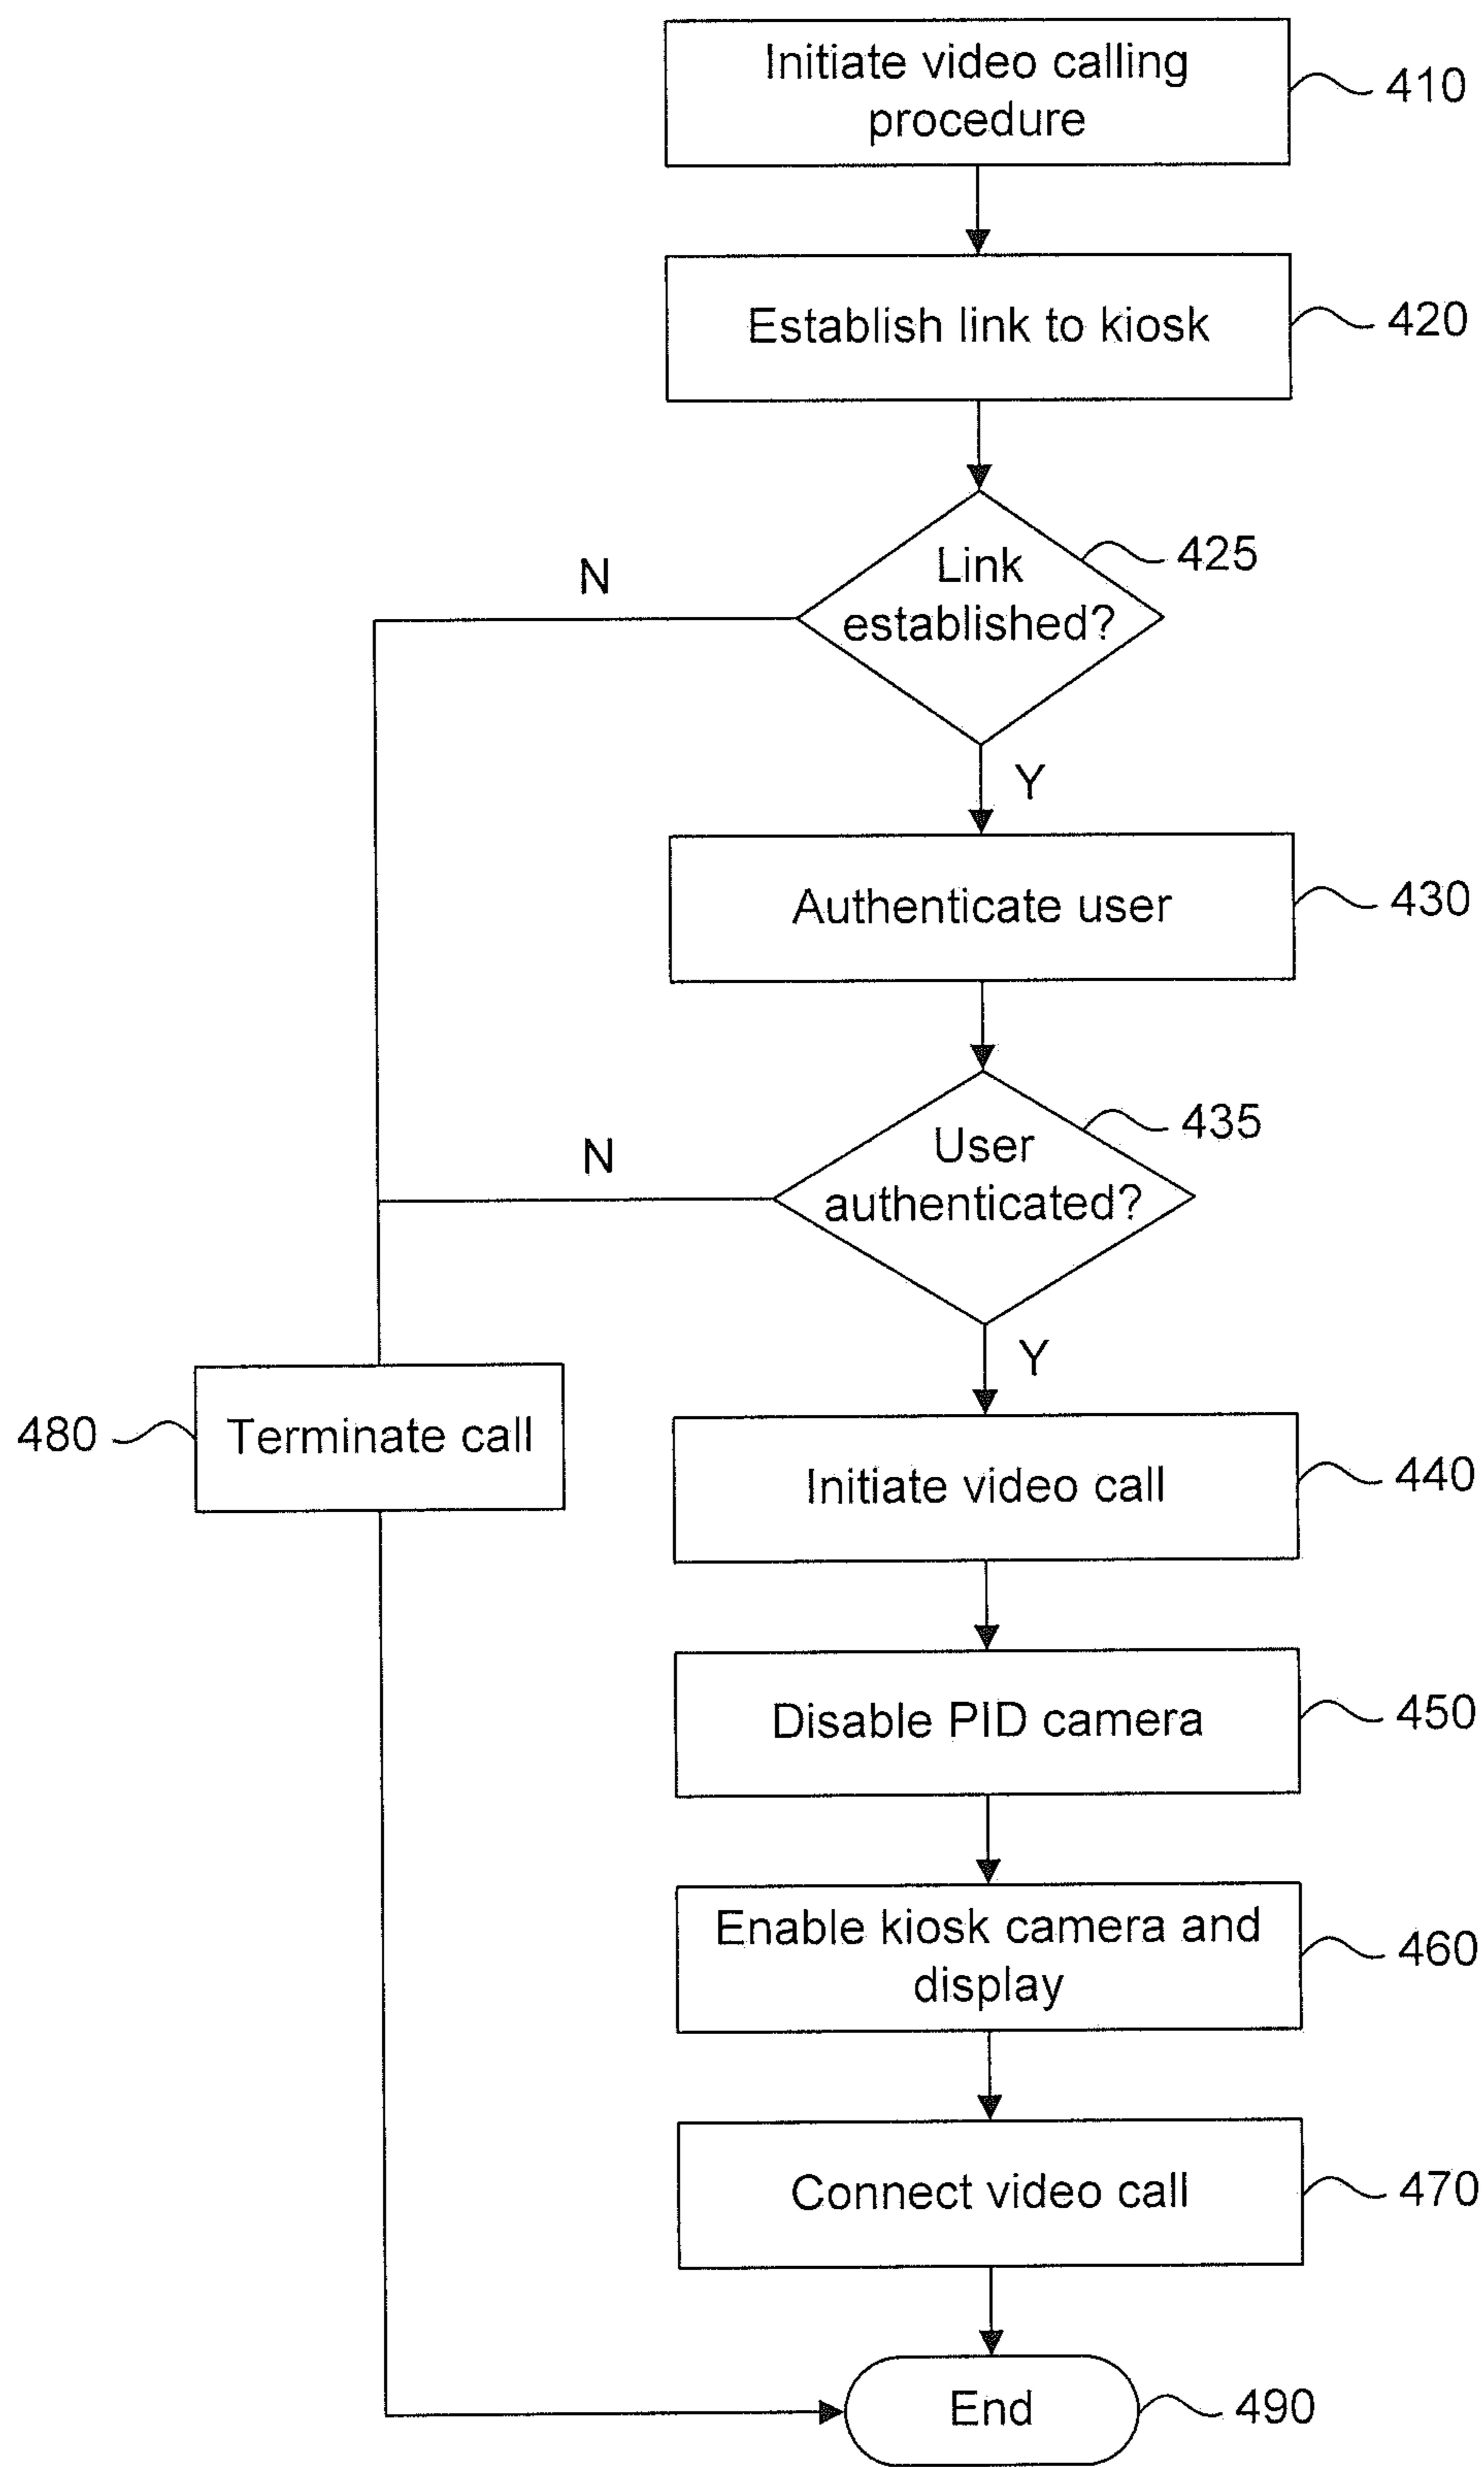 Initiate video calling
procedure
410
Establish link to kiosk
420
Link
established?
425
N
Y
Authenticate user
430
User
authenticated?
435
N
Y
Terminate call
480
Initiate video call
440
Disable PID camera
450
Enable kiosk camera and
display
460
Connect video call
470
End
490